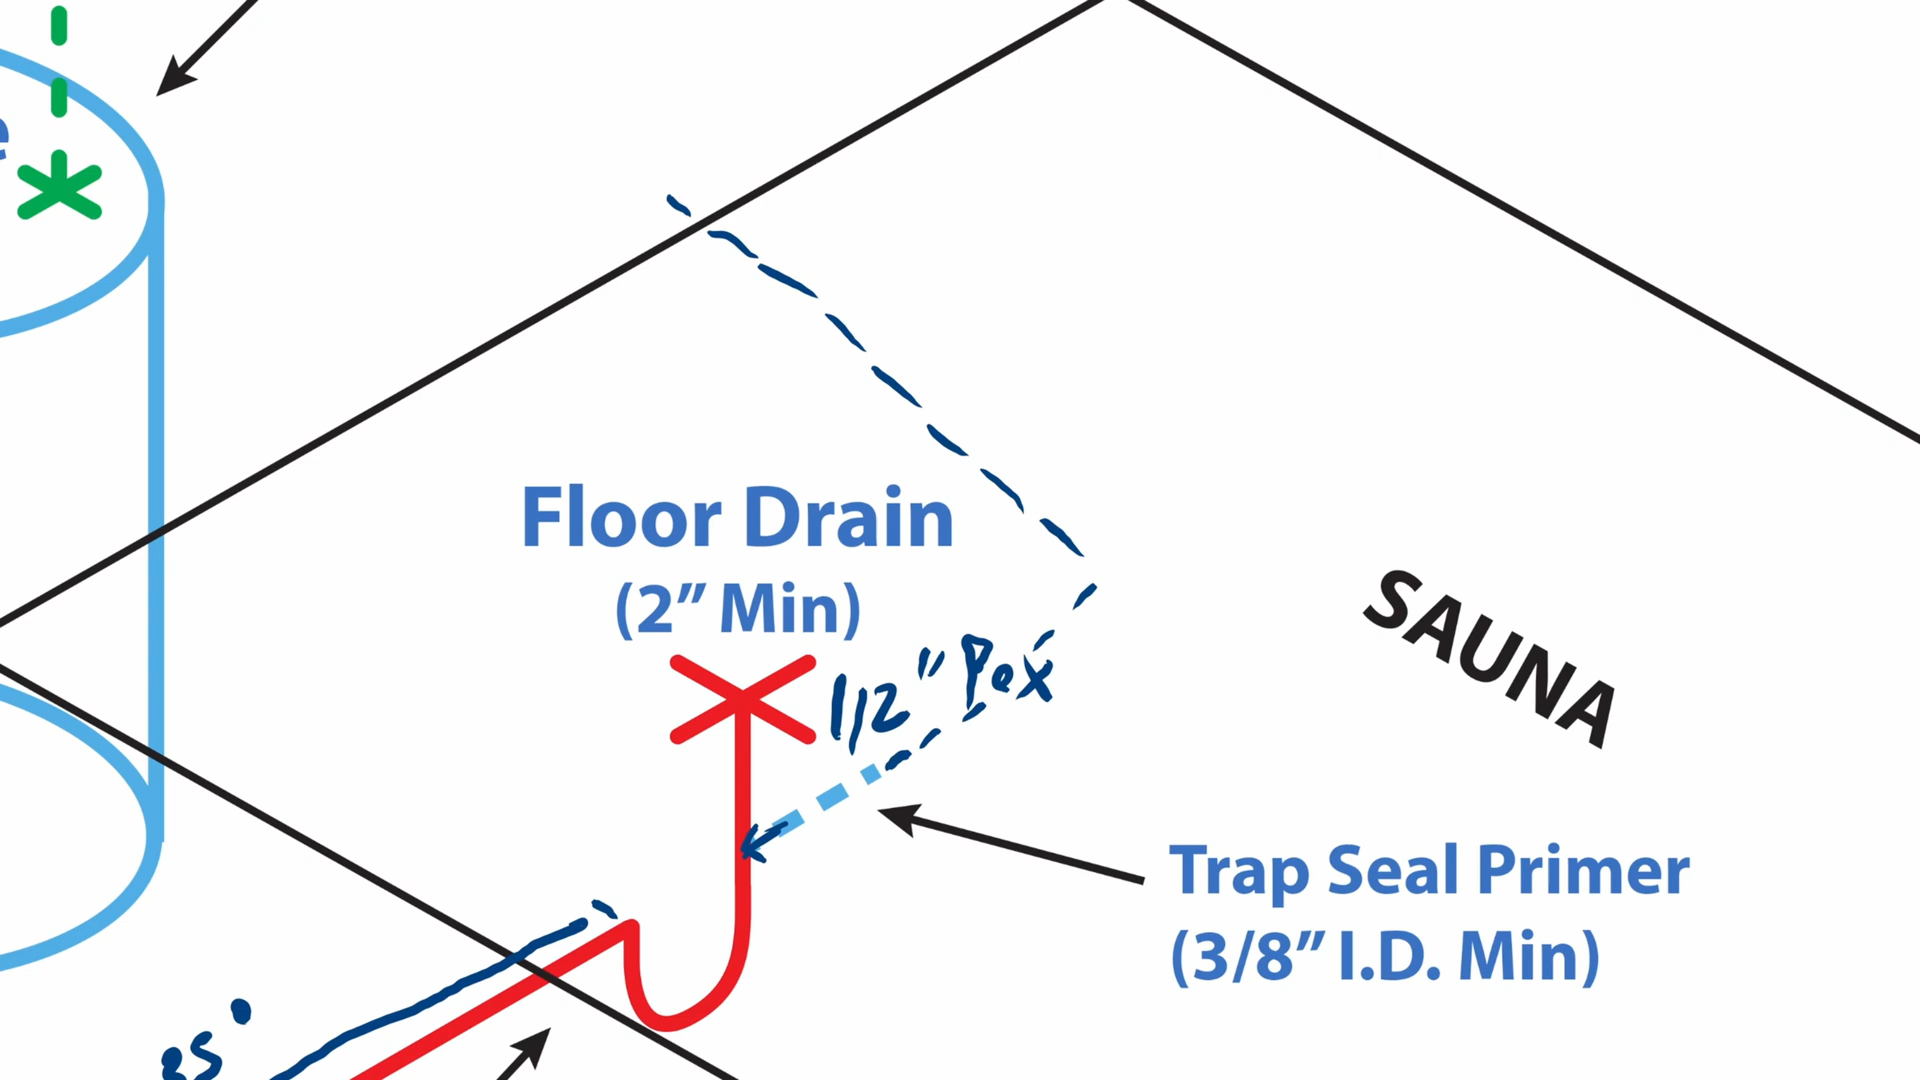 Floor Drain
(2” Min)
1/2" Pex
SAUNA
Trap Seal Primer
(3/8” I.D. Min)